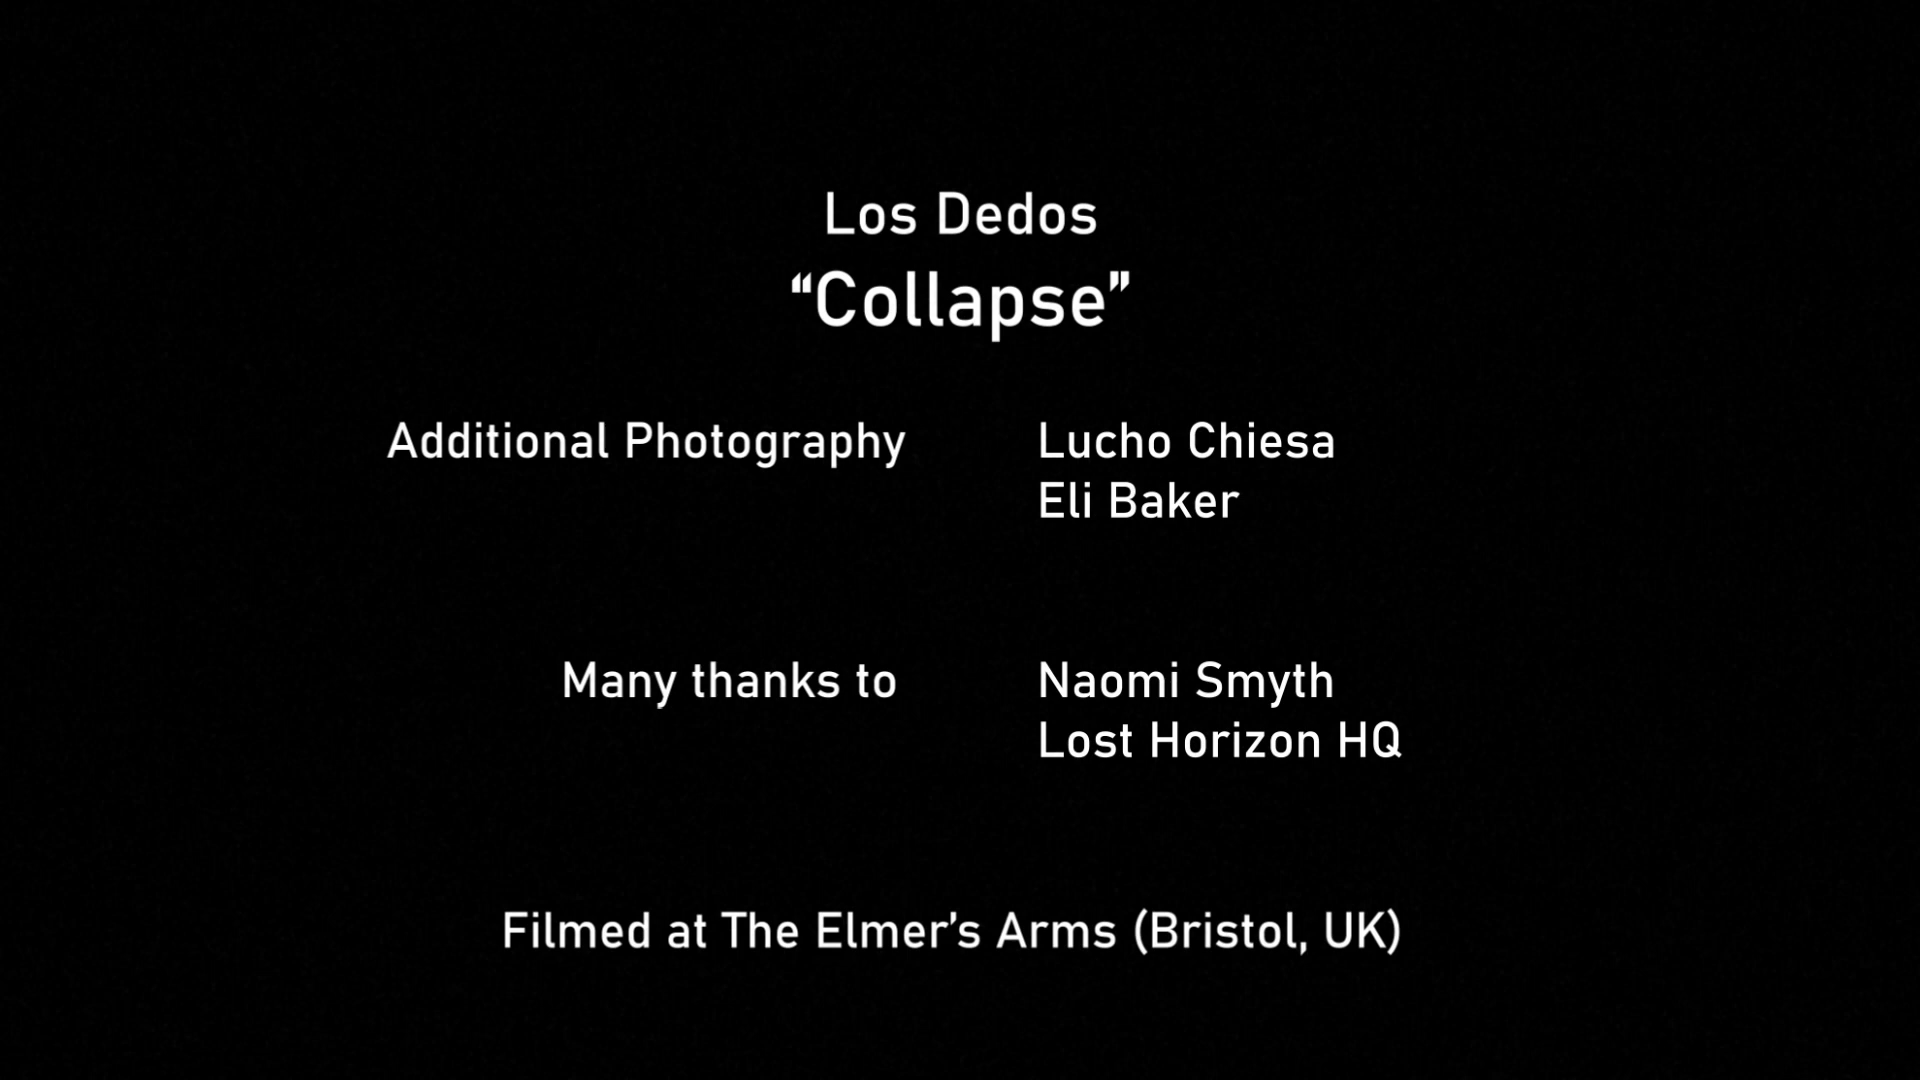 Los Dedos
“Collapse”
Additional Photography
Lucho Chiesa
Eli Baker
Many thanks to
Naomi Smyth
Lost Horizon HQ
Filmed at The Elmer’s Arms (Bristol, UK)